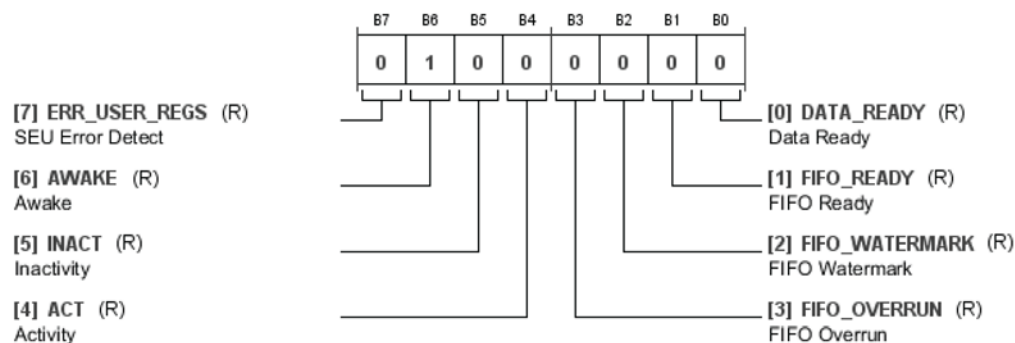 B7 B6 B5 B4 B3 B2 B1 B0
0 1 0 0 0 0 0 0
[7] ERR_USER_REGS (R)
SEU Error Detect
[6] AWAKE (R)
Awake
[5] INACT (R)
Inactivity
[4] ACT (R)
Activity
[0] DATA_READY (R)
Data Ready
[1] FIFO_READY (R)
FIFO Ready
[2] FIFO_WATERMARK (R)
FIFO Watermark
[3] FIFO_OVERRUN (R)
FIFO Overrun